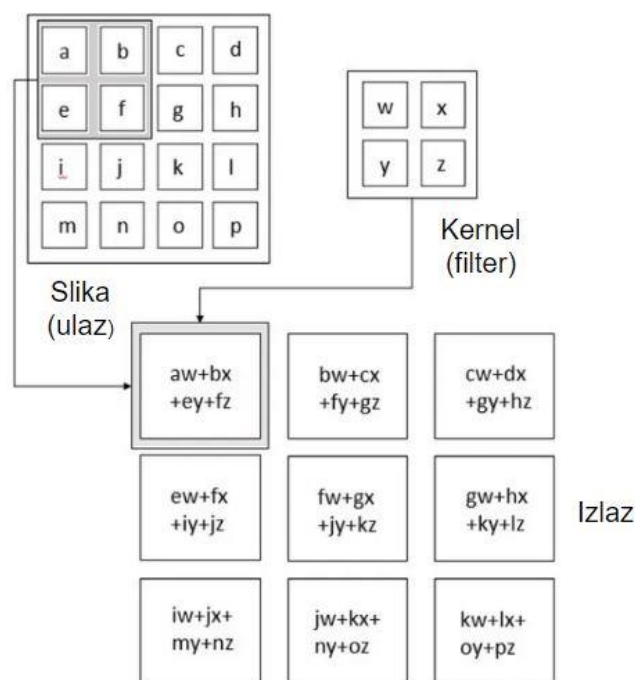 a b c d
e f g h
i j k l
m n o p
w x
y z
Slika
(ulaz)
Kernel
(filter)
aw+bx
+ey+fz
bw+cx
+fy+gz
cw+dx
+gy+hz
ew+fx
+iy+jz
fw+gx
+jy+kz
gw+hx
+ky+lz
Izlaz
iw+jx+
my+nz
jw+kx+
ny+oz
kw+lx+
oy+pz